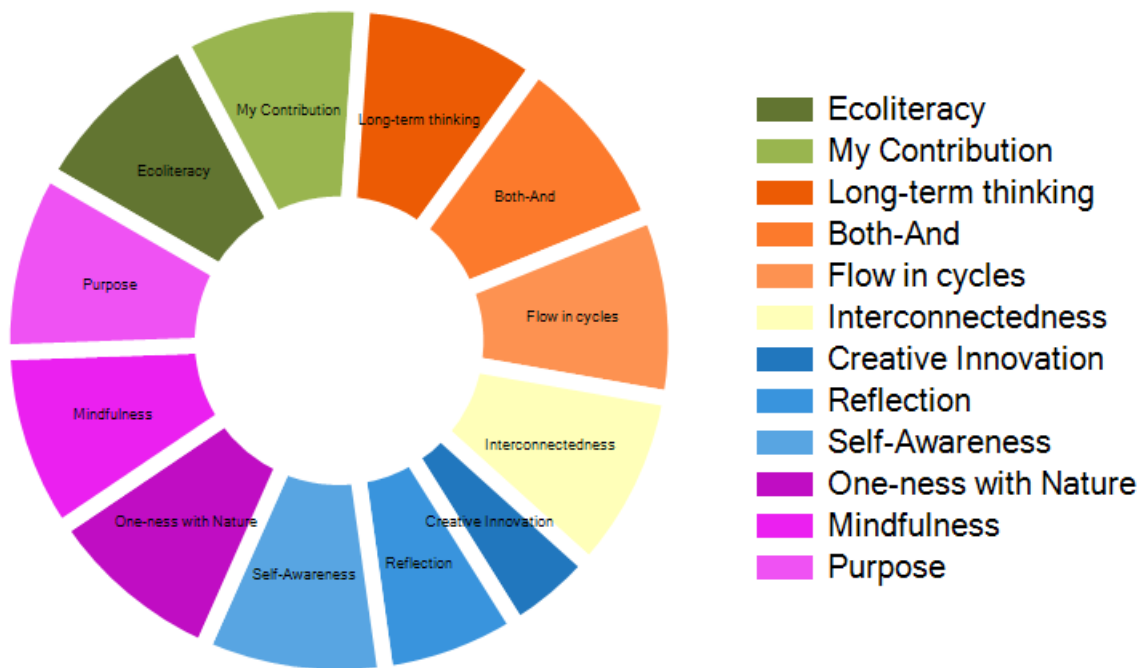 My Contribution
Long-term thinking
Ecoliteracy
Both-And
Purpose
Flow in cycles
Mindfulness
Interconnectedness
One-ness with Nature
Creative Innovation
Self-Awareness
Reflection
Ecoliteracy
My Contribution
Long-term thinking
Both-And
Flow in cycles
Interconnectedness
Creative Innovation
Reflection
Self-Awareness
One-ness with Nature
Mindfulness
Purpose